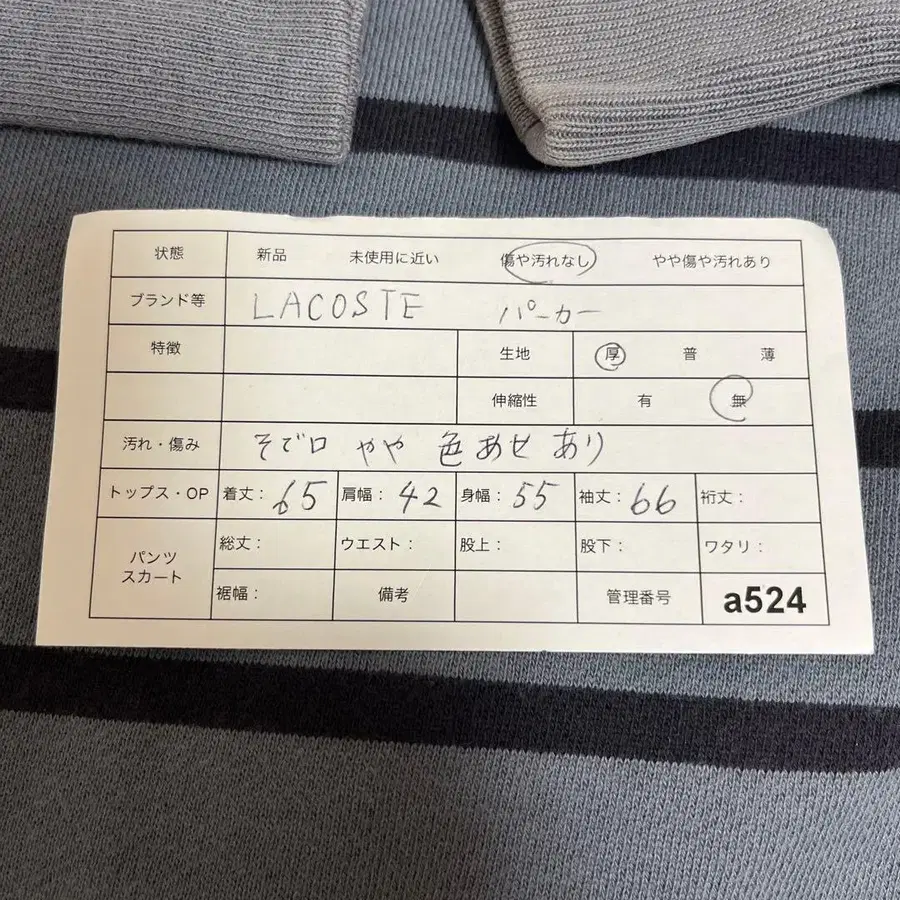 状態 新品 未使用に近い 傷や汚れなし やや傷や汚れあり
ブランド等 LACOSTE パーカー
特徴 生地 厚 普 薄
伸縮性 有 無
汚れ・傷み そで口 やや 色あせ あり
トップス・OP 着丈: 65 肩幅: 42 身幅: 55 袖丈: 66 裄丈:
パンツ スカート 総丈: ウエスト: 股上: 股下: ワタリ:
裾幅: 備考 管理番号 a524